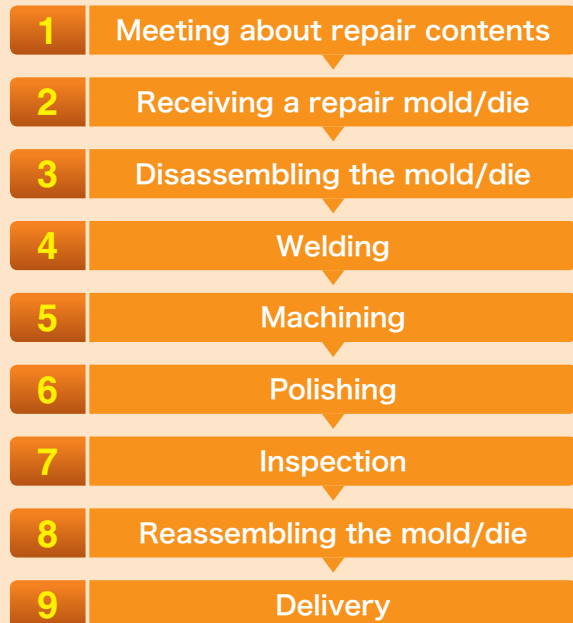 1 Meeting about repair contents
2 Receiving a repair mold/die
3 Disassembling the mold/die
4 Welding
5 Machining
6 Polishing
7 Inspection
8 Reassembling the mold/die
9 Delivery